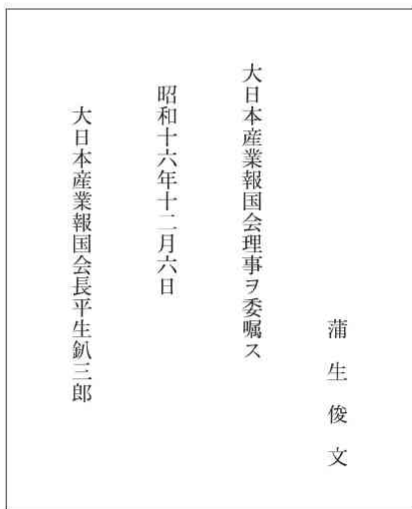 蒲生俊文
大日本産業報国会理事ヲ委嘱ス
昭和十六年十二月六日
大日本産業報国会長平生釟三郎